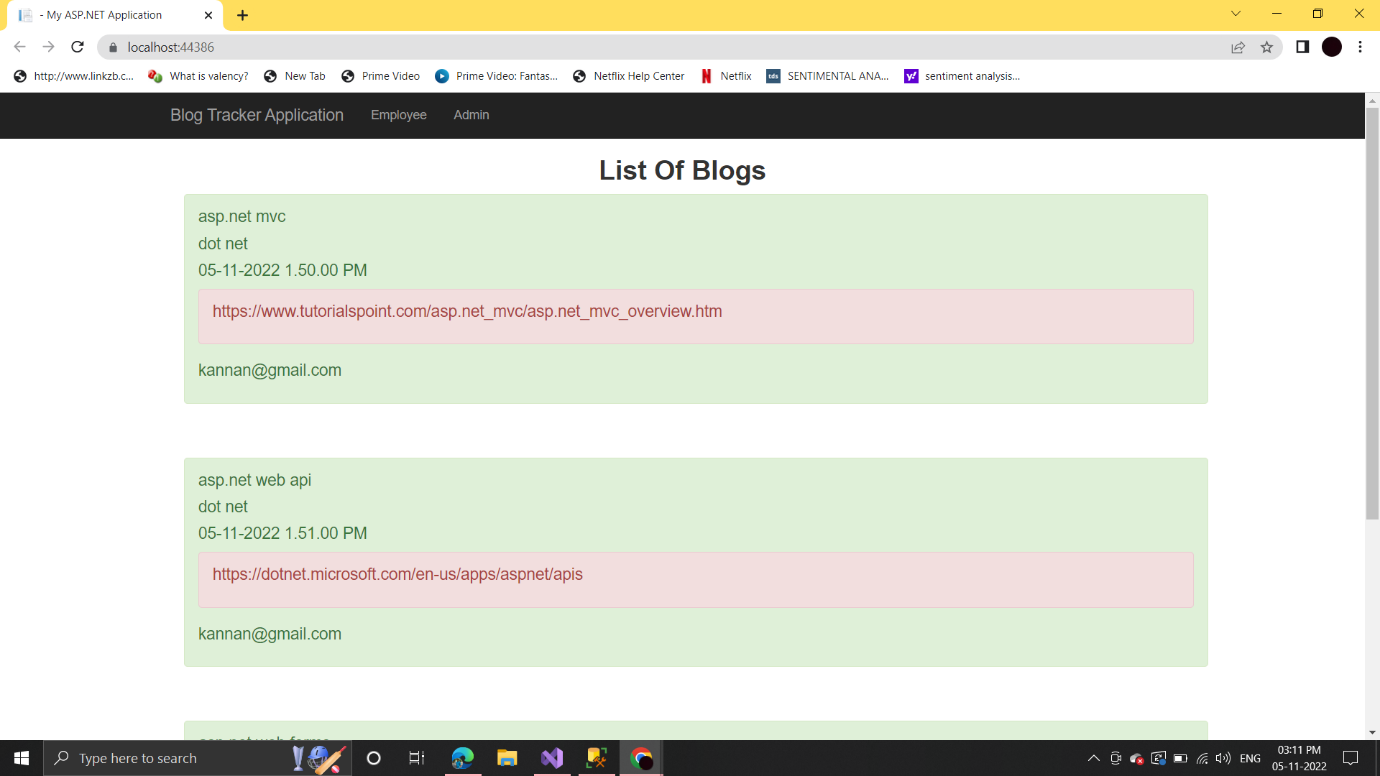 - My ASP.NET Application
localhost:44386
http://www.linkzb.c... What is valency? New Tab Prime Video Prime Video: Fantas... Netflix Help Center Netflix SENTIMENTAL ANA... sentiment analysis...
Blog Tracker Application Employee Admin
List Of Blogs
asp.net mvc
dot net
05-11-2022 1.50.00 PM
https://www.tutorialspoint.com/asp.net_mvc/asp.net_mvc_overview.htm
kannan@gmail.com
asp.net web api
dot net
05-11-2022 1.51.00 PM
https://dotnet.microsoft.com/en-us/apps/aspnet/apis
kannan@gmail.com
asp.net web forms
Type here to search
ENG
03:11 PM
05-11-2022